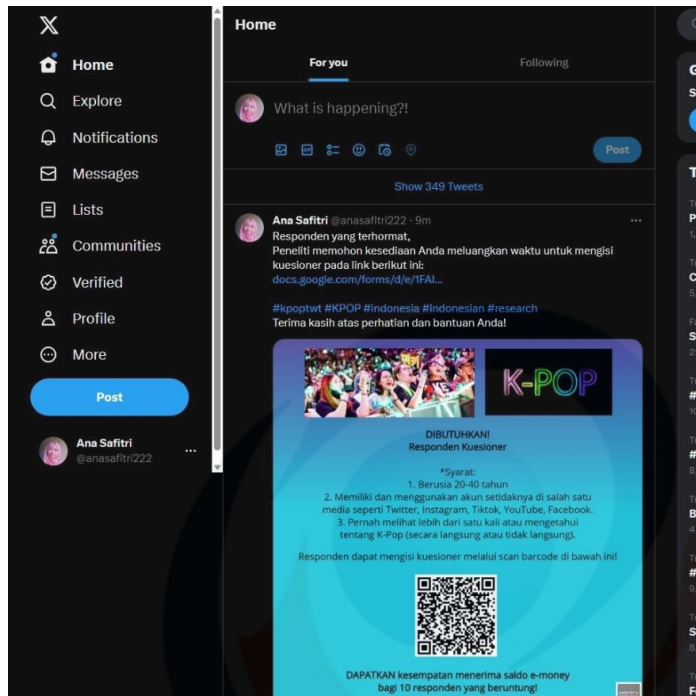 Home
Explore
Notifications
Messages
Lists
Communities
Verified
Profile
More
Post
Ana Safitri
@anasafitri222
Home
For you
Following
What is happening?!
Post
Show 349 Tweets
Ana Safitri @anasafitri222 · 9m
Responden yang terhormat,
Peneliti memohon kesediaan Anda meluangkan waktu untuk mengisi
kuesioner pada link berikut ini:
docs.google.com/forms/d/e/1FAI...
#kpoptwt #KPOP #indonesia #indonesian #research
Terima kasih atas perhatian dan bantuan Anda!
K-POP
DIBUTUHKAN!
Responden Kuesioner
*Syarat:
1. Berusia 20-40 tahun
2. Memiliki dan menggunakan akun setidaknya di salah satu
media seperti Twitter, Instagram, Tiktok, YouTube, Facebook.
3. Pernah melihat lebih dari satu kali atau mengetahui
tentang K-Pop (secara langsung atau tidak langsung).
Responden dapat mengisi kuesioner melalui scan barcode di bawah ini!
DAPATKAN kesempatan menerima saldo e-money
bagi 10 responden yang beruntung!